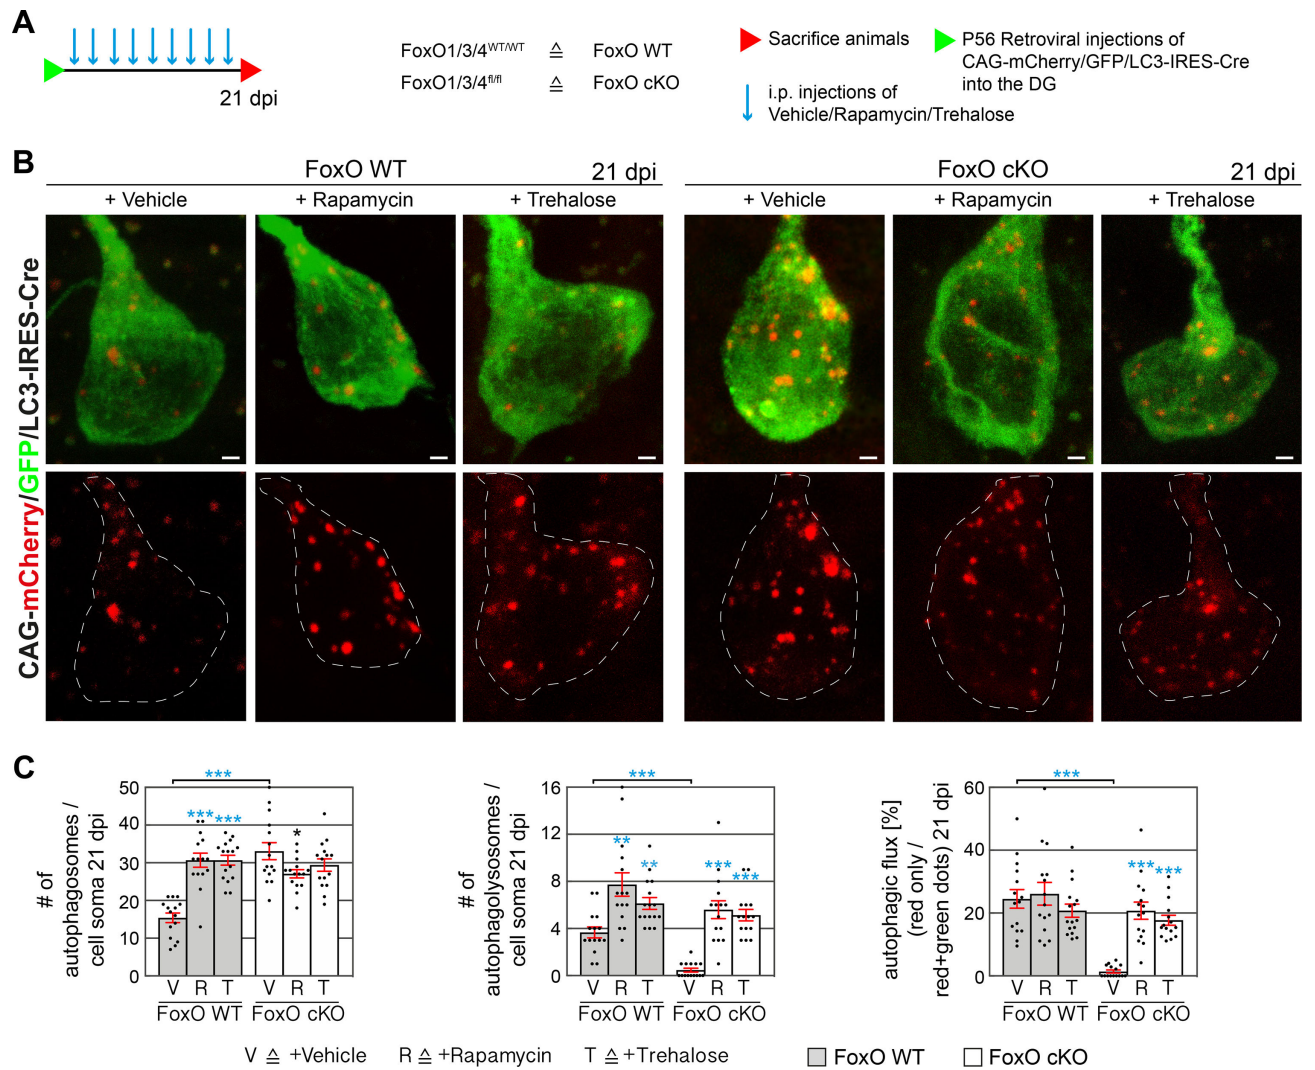 A
21 dpi
FoxO1/3/4WT/WT ≙ FoxO WT
FoxO1/3/4fl/fl ≙ FoxO cKO
Sacrifice animals
i.p. injections of
Vehicle/Rapamycin/Trehalose
P56 Retroviral injections of
CAG-mCherry/GFP/LC3-IRES-Cre
into the DG
B
FoxO WT 21 dpi
FoxO cKO 21 dpi
+ Vehicle + Rapamycin + Trehalose
+ Vehicle + Rapamycin + Trehalose
CAG-mCherry/GFP/LC3-IRES-Cre
C
# of
autophagosomes /
cell soma 21 dpi
50
40
30
20
10
0
***
*** ***
*
V R T V R T
FoxO WT FoxO cKO
# of
autophagolysosomes /
cell soma 21 dpi
16
12
8
4
0
***
** **
*** ***
V R T V R T
FoxO WT FoxO cKO
autophagic flux [%]
(red only /
red+green dots) 21 dpi
60
40
20
0
***
*** ***
V R T V R T
FoxO WT FoxO cKO
V ≙ +Vehicle R ≙ +Rapamycin T ≙ +Trehalose FoxO WT FoxO cKO